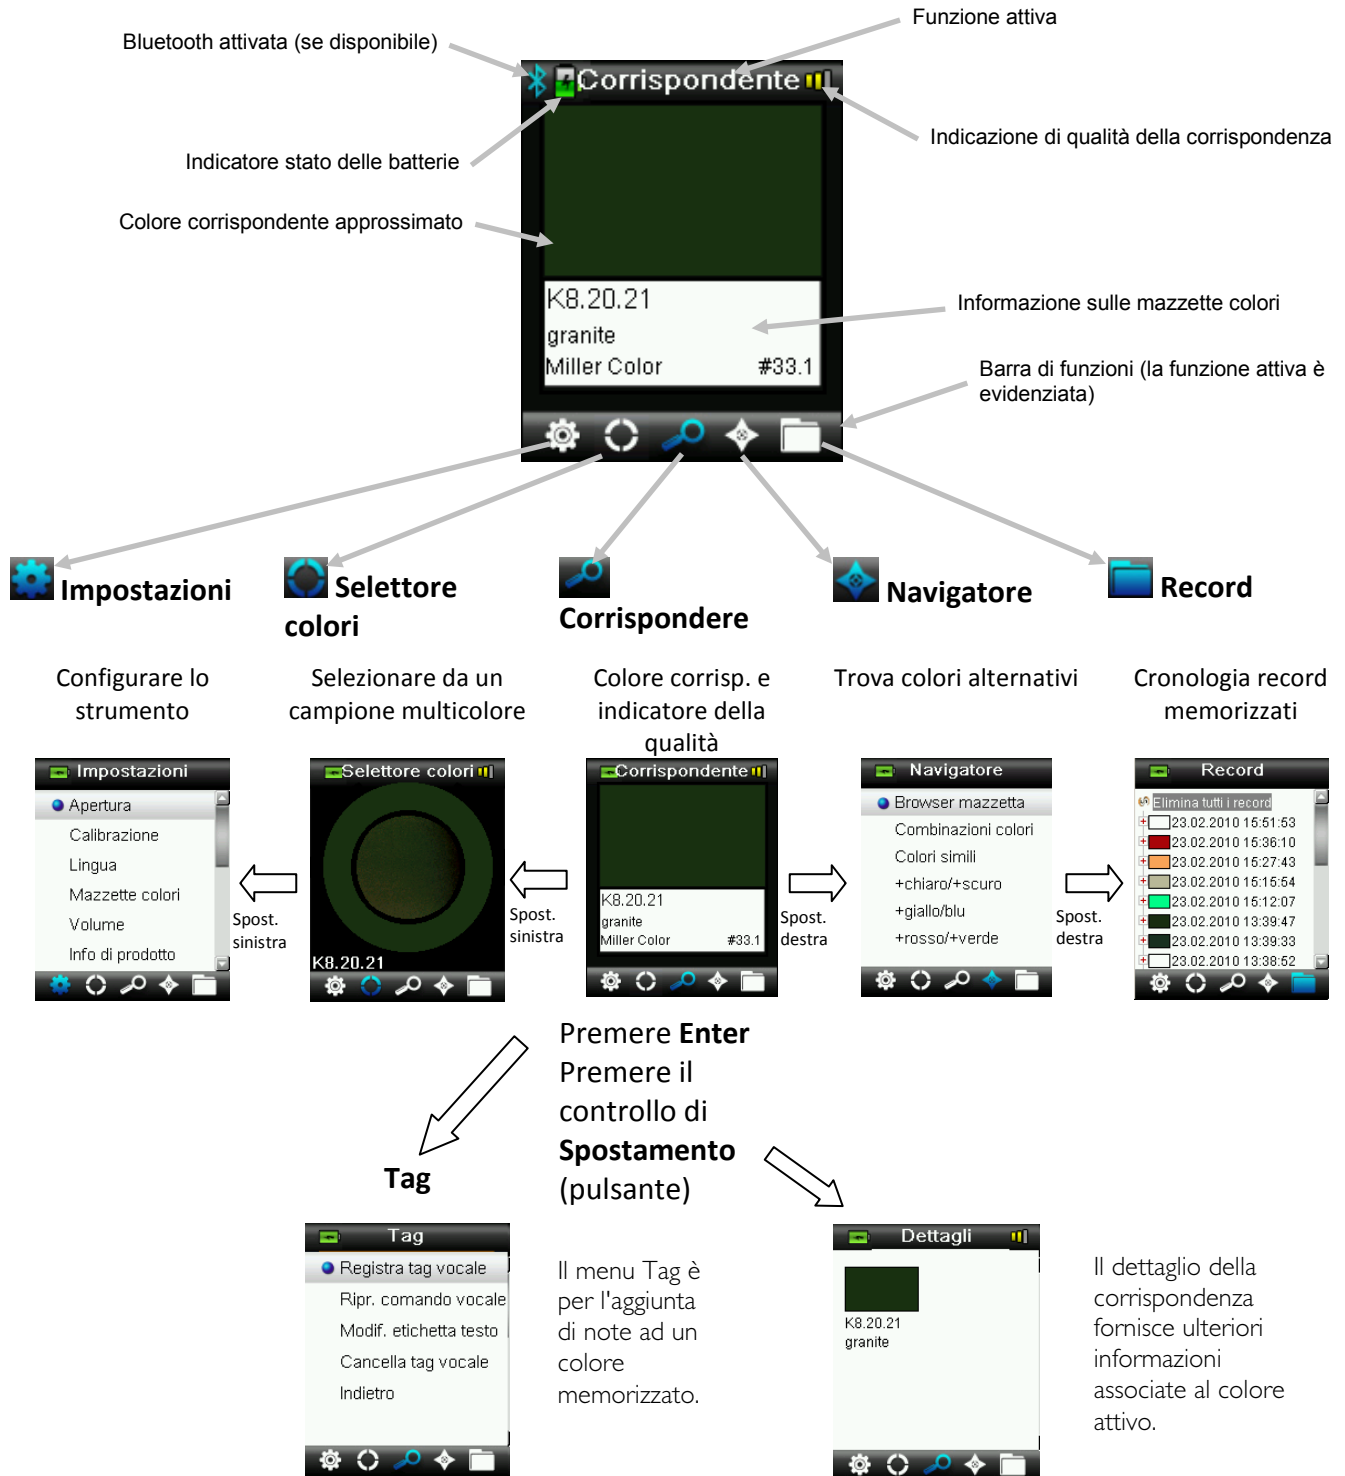 Funzione attiva
Bluetooth attivata (se disponibile)
Corrispondente
Indicazione di qualità della corrispondenza
Indicatore stato delle batterie
Colore corrispondente approssimato
K8.20.21
granite
Miller Color #33.1
Informazione sulle mazzette colori
Barra di funzioni (la funzione attiva è
evidenziata)
Impostazioni
Selettore
colori
Corrispondere
Navigatore
Record
Configurare lo
strumento
Selezionare da un
campione multicolore
Colore corrisp. e
indicatore della
qualità
Trova colori alternativi
Cronologia record
memorizzati
Impostazioni
Apertura
Calibrazione
Lingua
Mazzette colori
Volume
Info di prodotto
Spost.
sinistra
Selettore colori
K8.20.21
Spost.
sinistra
Corrispondente
K8.20.21
granite
Miller Color #33.1
Spost.
destra
Navigatore
Browser mazzetta
Combinazioni colori
Colori simili
+chiaro/+scuro
+giallo/blu
+rosso/+verde
Spost.
destra
Record
Elimina tutti i record
23.02.2010 15:51:53
23.02.2010 15:36:10
23.02.2010 15:27:43
23.02.2010 15:15:54
23.02.2010 15:12:07
23.02.2010 13:39:47
23.02.2010 13:39:33
23.02.2010 13:38:52
Premere Enter
Premere il
controllo di
Spostamento
(pulsante)
Tag
Tag
Registra tag vocale
Ripr. comando vocale
Modif. etichetta testo
Cancella tag vocale
Indietro
Il menu Tag è
per l'aggiunta
di note ad un
colore
memorizzato.
Dettagli
K8.20.21
granite
Il dettaglio della
corrispondenza
fornisce ulteriori
informazioni
associate al colore
attivo.